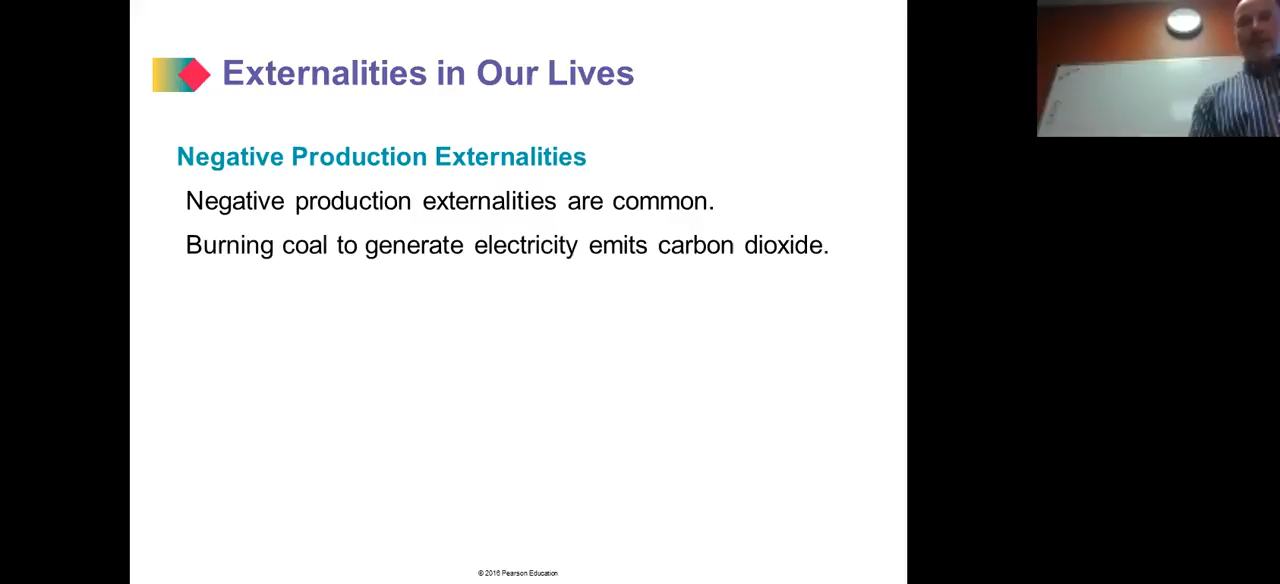 Externalities in Our Lives
Negative Production Externalities
Negative production externalities are common.
Burning coal to generate electricity emits carbon dioxide.
© 2016 Pearson Education